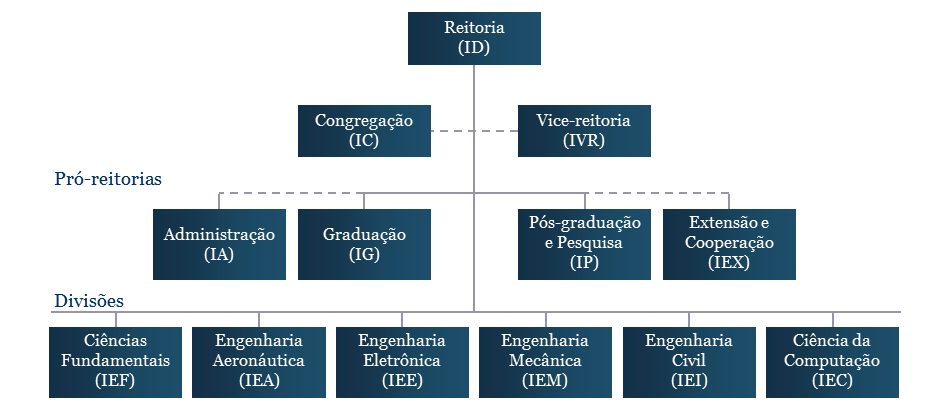 Reitoria
(ID)
Congregação
(IC)
Vice-reitoria
(IVR)
Pró-reitorias
Administração
(IA)
Graduação
(IG)
Pós-graduação
e Pesquisa
(IP)
Extensão e
Cooperação
(IEX)
Divisões
Ciências
Fundamentais
(IEF)
Engenharia
Aeronáutica
(IEA)
Engenharia
Eletrônica
(IEE)
Engenharia
Mecânica
(IEM)
Engenharia
Civil
(IEI)
Ciência da
Computação
(IEC)